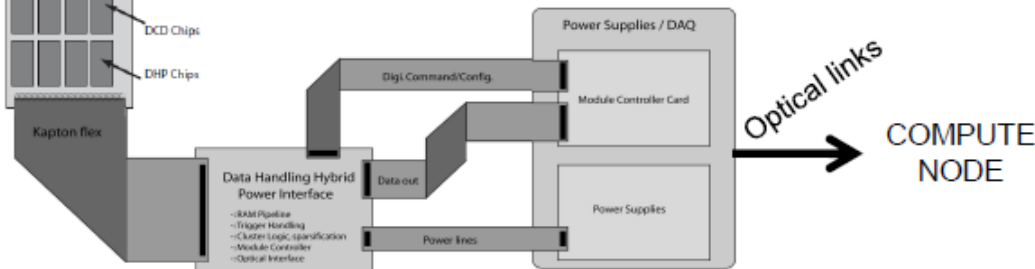 DCD Chips
DHP Chips
Kapton flex
Data Handling Hybrid
Power Interface
-:RAM Pipeline
-:Trigger Handling
-:Cluster Logic, sparsification
-:Module Controller
-:Optical Interface
Digi. Command/Config.
Data out
Power lines
Power Supplies / DAQ
Module Controller Card
Power Supplies
Optical links
COMPUTE
NODE